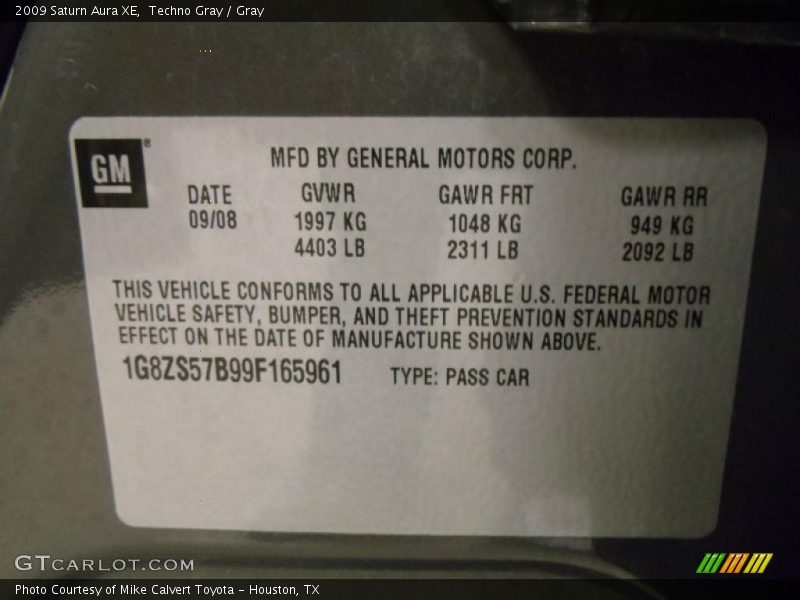 2009 Saturn Aura XE, Techno Gray / Gray
GM ®
MFD BY GENERAL MOTORS CORP.
DATE GVWR GAWR FRT GAWR RR
09/08 1997 KG 1048 KG 949 KG
4403 LB 2311 LB 2092 LB
THIS VEHICLE CONFORMS TO ALL APPLICABLE U.S. FEDERAL MOTOR
VEHICLE SAFETY, BUMPER, AND THEFT PREVENTION STANDARDS IN
EFFECT ON THE DATE OF MANUFACTURE SHOWN ABOVE.
1G8ZS57B99F165961 TYPE: PASS CAR
GTCARLOT.COM
Photo Courtesy of Mike Calvert Toyota - Houston, TX